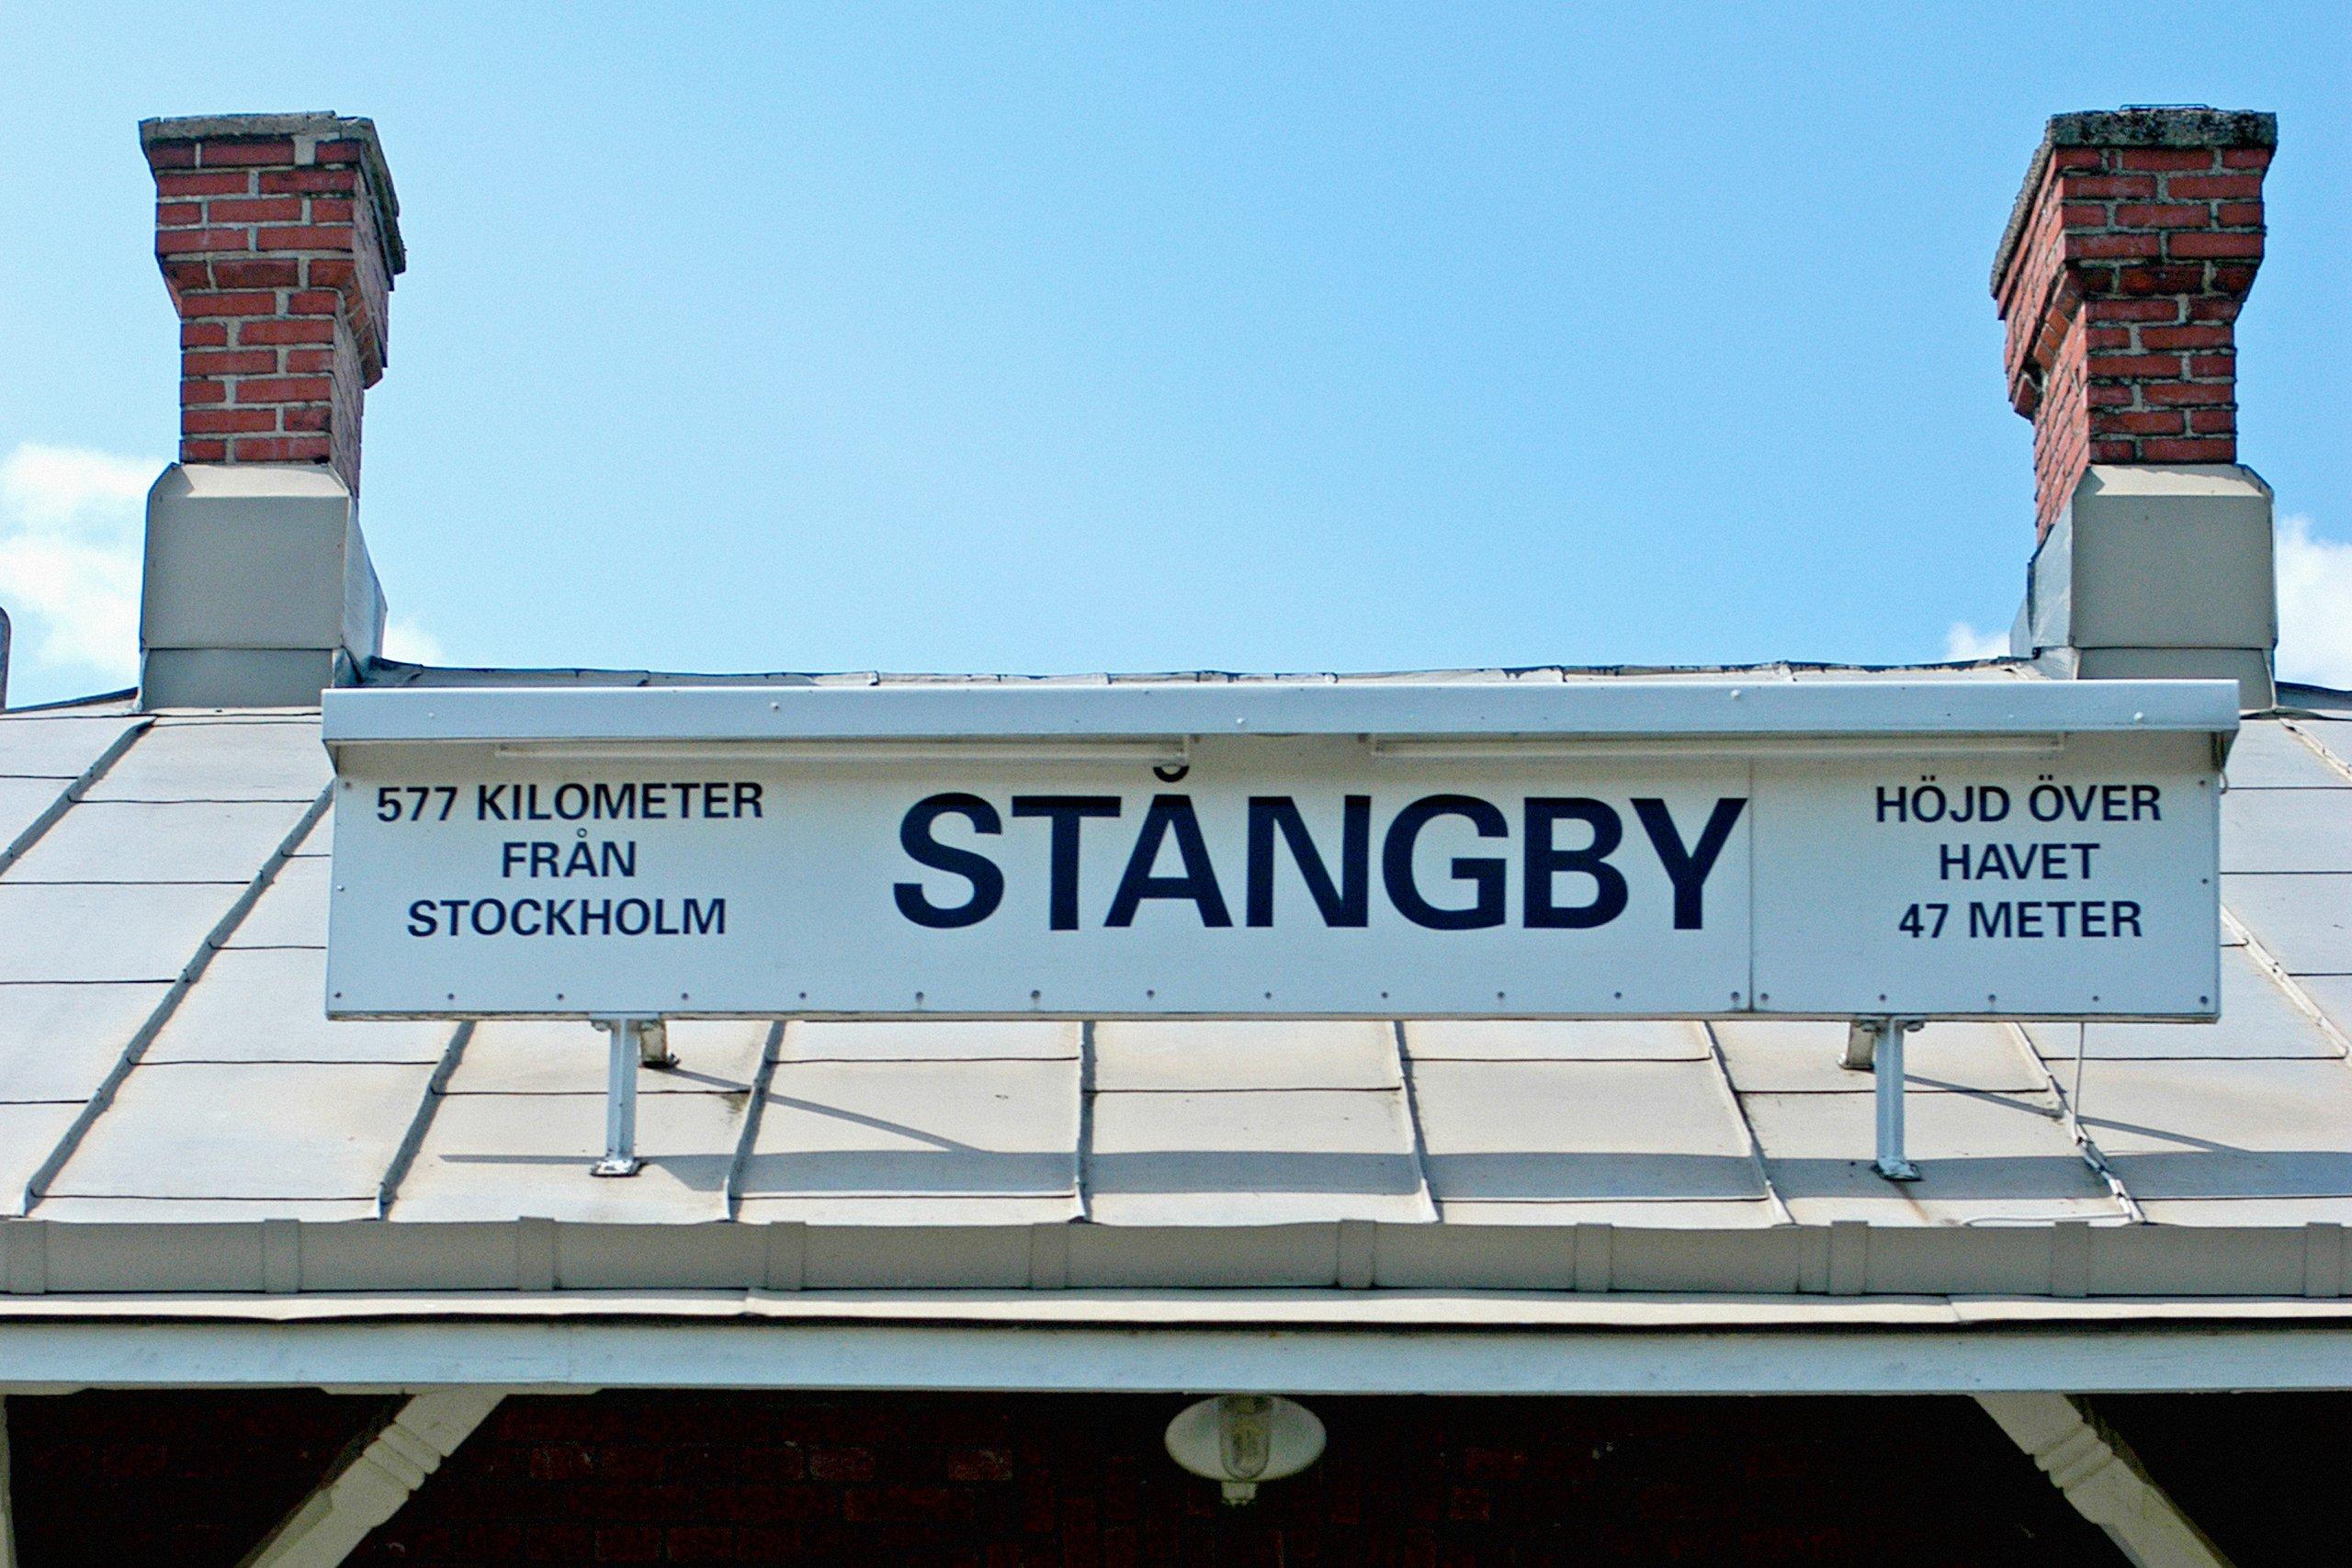 577 KILOMETER
FRÅN
STOCKHOLM
STÅNGBY
HÖJD ÖVER
HAVET
47 METER